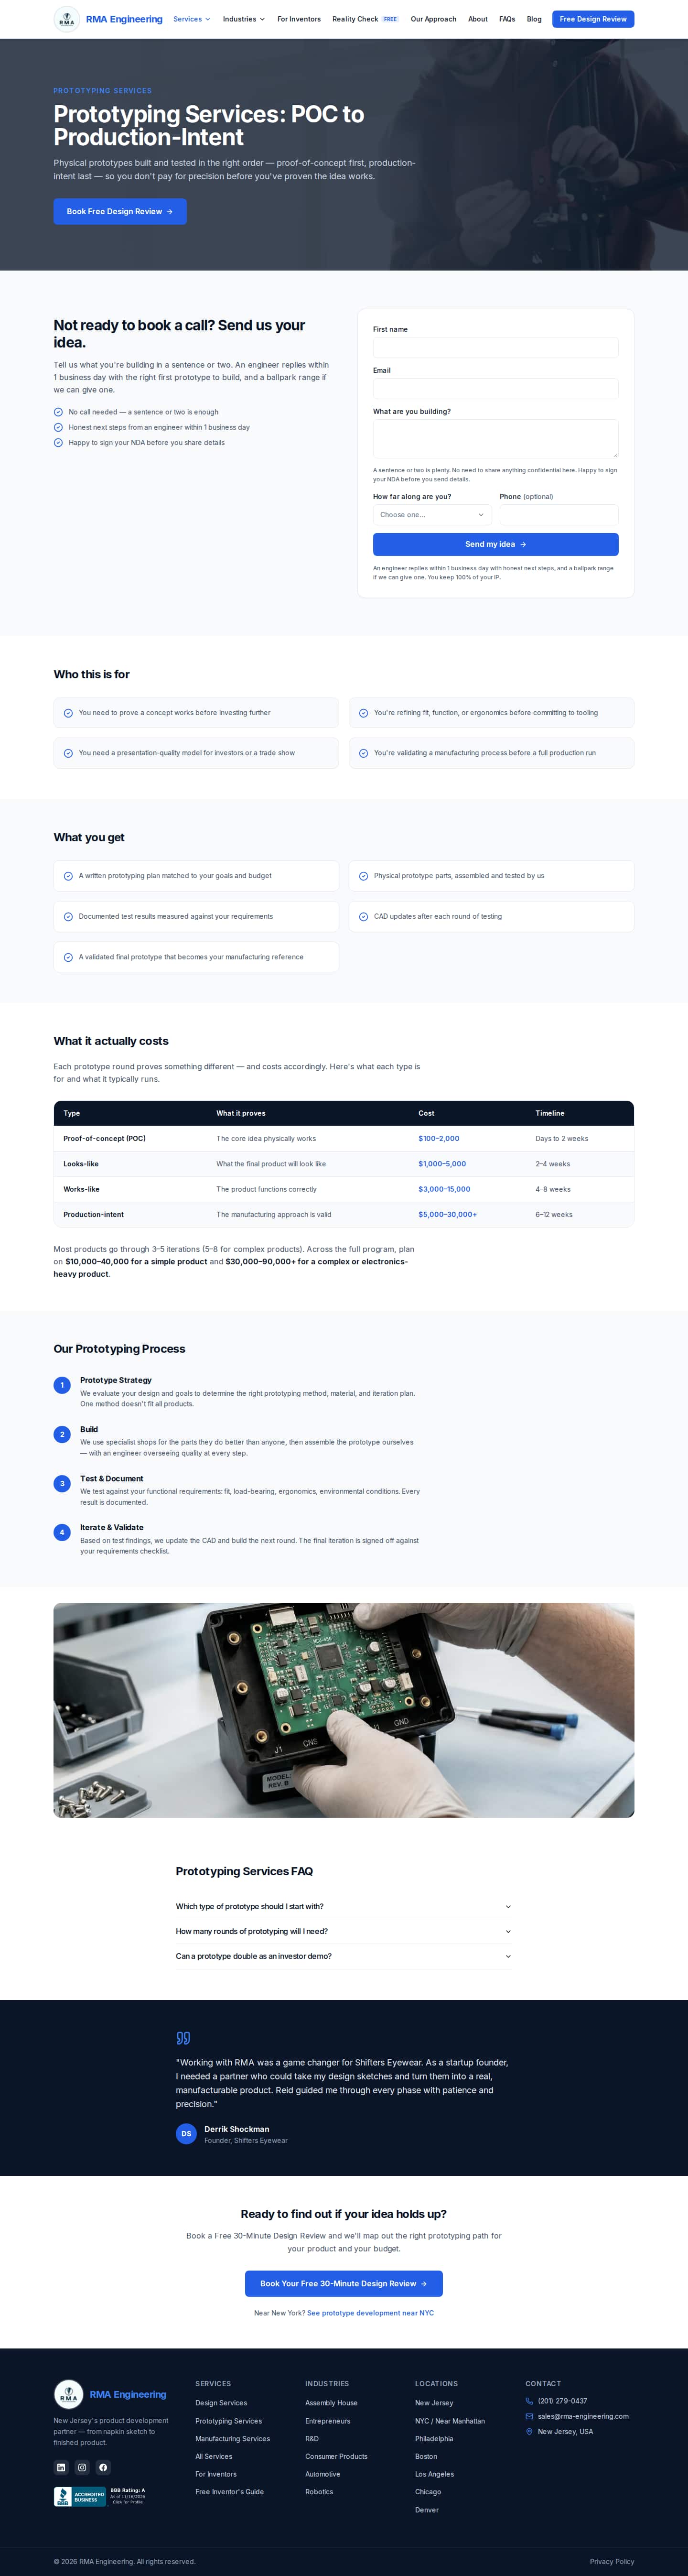 RMA
RMA Engineering
Services
Industries
For Inventors
Reality Check FREE
Our Approach
About
FAQs
Blog
Free Design Review
PROTOTYPING SERVICES
Prototyping Services: POC to
Production-Intent
Physical prototypes built and tested in the right order — proof-of-concept first, production-
intent last — so you don't pay for precision before you've proven the idea works.
Book Free Design Review →
Not ready to book a call? Send us your
idea.
Tell us what you're building in a sentence or two. An engineer replies within
1 business day with the right first prototype to build, and a ballpark range if
we can give one.
No call needed — a sentence or two is enough
Honest next steps from an engineer within 1 business day
Happy to sign your NDA before you share details
First name
Email
What are you building?
A sentence or two is plenty. No need to share anything confidential here. Happy to sign
your NDA before you send details.
How far along are you?
Choose one...
Phone (optional)
Send my idea →
An engineer replies within 1 business day with honest next steps, and a ballpark range
if we can give one. You keep 100% of your IP.
Who this is for
You need to prove a concept works before investing further
You're refining fit, function, or ergonomics before committing to tooling
You need a presentation-quality model for investors or a trade show
You're validating a manufacturing process before a full production run
What you get
A written prototyping plan matched to your goals and budget
Physical prototype parts, assembled and tested by us
Documented test results measured against your requirements
CAD updates after each round of testing
A validated final prototype that becomes your manufacturing reference
What it actually costs
Each prototype round proves something different — and costs accordingly. Here's what each type is
for and what it typically runs.
Type What it proves Cost Timeline
Proof-of-concept (POC) The core idea physically works $100–2,000 Days to 2 weeks
Looks-like What the final product will look like $1,000–5,000 2–4 weeks
Works-like The product functions correctly $3,000–15,000 4–8 weeks
Production-intent The manufacturing approach is valid $5,000–30,000+ 6–12 weeks
Most products go through 3–5 iterations (5–8 for complex products). Across the full program, plan
on $10,000–40,000 for a simple product and $30,000–90,000+ for a complex or electronics-
heavy product.
Our Prototyping Process
1
Prototype Strategy
We evaluate your design and goals to determine the right prototyping method, material, and iteration plan.
One method doesn't fit all products.
2
Build
We use specialist shops for the parts they do better than anyone, then assemble the prototype ourselves
— with an engineer overseeing quality at every step.
3
Test & Document
We test against your functional requirements: fit, load-bearing, ergonomics, environmental conditions. Every
result is documented.
4
Iterate & Validate
Based on test findings, we update the CAD and build the next round. The final iteration is signed off against
your requirements checklist.
J1
CNS
MODEL
REV. B
Prototyping Services FAQ
Which type of prototype should I start with?
How many rounds of prototyping will I need?
Can a prototype double as an investor demo?
"Working with RMA was a game changer for Shifters Eyewear. As a startup founder,
I needed a partner who could take my design sketches and turn them into a real,
manufacturable product. Reid guided me through every phase with patience and
precision."
DS
Derrik Shockman
Founder, Shifters Eyewear
Ready to find out if your idea holds up?
Book a Free 30-Minute Design Review and we'll map out the right prototyping path for
your product and your budget.
Book Your Free 30-Minute Design Review →
Near New York? See prototype development near NYC
RMA
RMA Engineering
New Jersey's product development
partner — from napkin sketch to
finished product.
BBB
ACCREDITED
BUSINESS
BBB Rating: A
As of 11/16/2026
Click for Profile
SERVICES
Design Services
Prototyping Services
Manufacturing Services
All Services
For Inventors
Free Inventor's Guide
INDUSTRIES
Assembly House
Entrepreneurs
R&D
Consumer Products
Automotive
Robotics
LOCATIONS
New Jersey
NYC / Near Manhattan
Philadelphia
Boston
Los Angeles
Chicago
Denver
CONTACT
(201) 279-0437
sales@rma-engineering.com
New Jersey, USA
© 2026 RMA Engineering. All rights reserved.
Privacy Policy